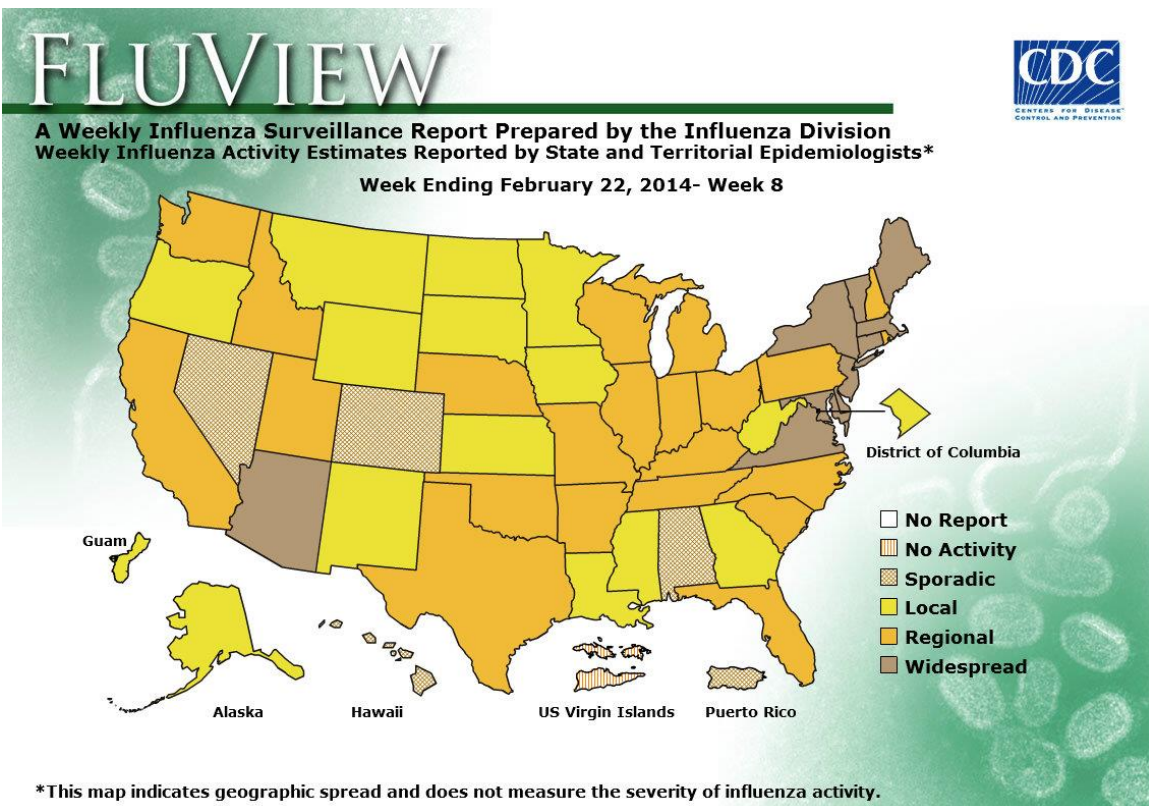 FLUVIEW
CDC
CENTERS FOR DISEASE
CONTROL AND PREVENTION
A Weekly Influenza Surveillance Report Prepared by the Influenza Division
Weekly Influenza Activity Estimates Reported by State and Territorial Epidemiologists*
Week Ending February 22, 2014- Week 8
District of Columbia
Guam
No Report
No Activity
Sporadic
Local
Regional
Widespread
Alaska
Hawaii
US Virgin Islands
Puerto Rico
*This map indicates geographic spread and does not measure the severity of influenza activity.